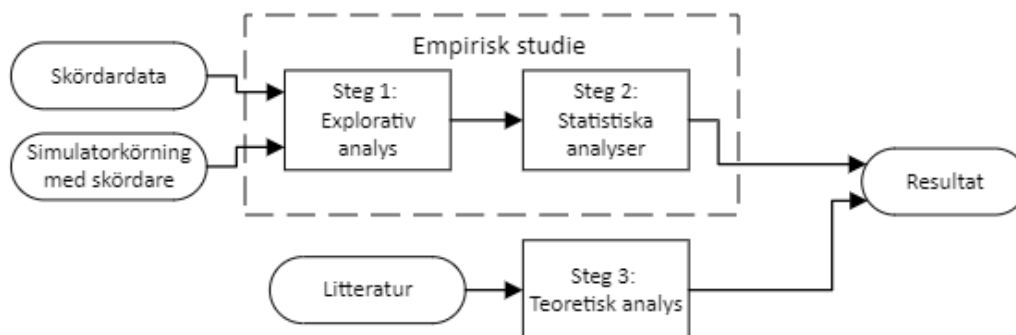 Empirisk studie
Skördardata
Simulatorkörning
med skördare
Steg 1:
Explorativ
analys
Steg 2:
Statistiska
analyser
Resultat
Litteratur
Steg 3:
Teoretisk analys